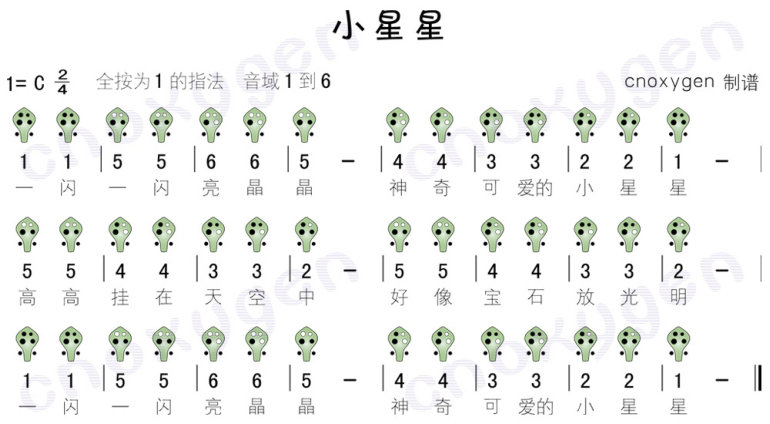 小星星
1= C 2/4 全按为1的指法 音域1到6 cnoxygen 制谱
1 1 | 5 5 | 6 6 | 5 – | 4 4 | 3 3 | 2 2 | 1 – |
一 闪 一 闪 亮 晶 晶 神 奇 可 爱的 小 星 星
5 5 | 4 4 | 3 3 | 2 – | 5 5 | 4 4 | 3 3 | 2 – |
高 高 挂 在 天 空 中 好 像 宝 石 放 光 明
1 1 | 5 5 | 6 6 | 5 – | 4 4 | 3 3 | 2 2 | 1 – ‖
一 闪 一 闪 亮 晶 晶 神 奇 可 爱的 小 星 星
cnoxygen
cnoxygen
cnoxygen
cnoxygen